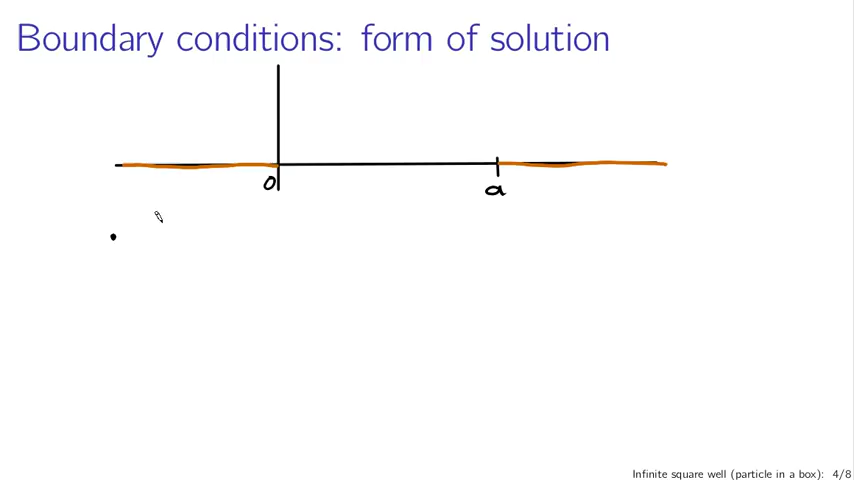 Boundary conditions: form of solution
0
a
Infinite square well (particle in a box): 4/8